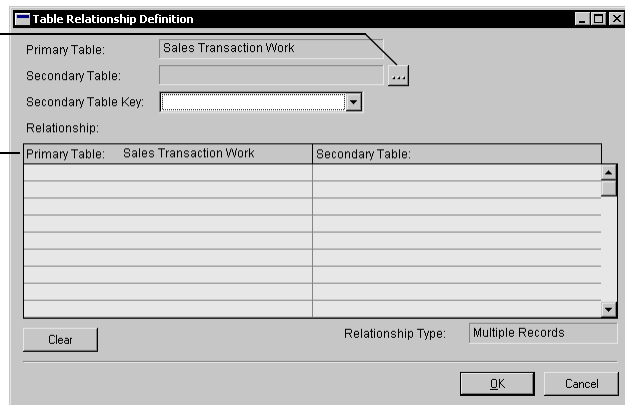 Table Relationship Definition
Primary Table: Sales Transaction Work
Secondary Table: ...
Secondary Table Key:
Relationship:
Primary Table: Sales Transaction Work Secondary Table:
Clear Relationship Type: Multiple Records
OK Cancel